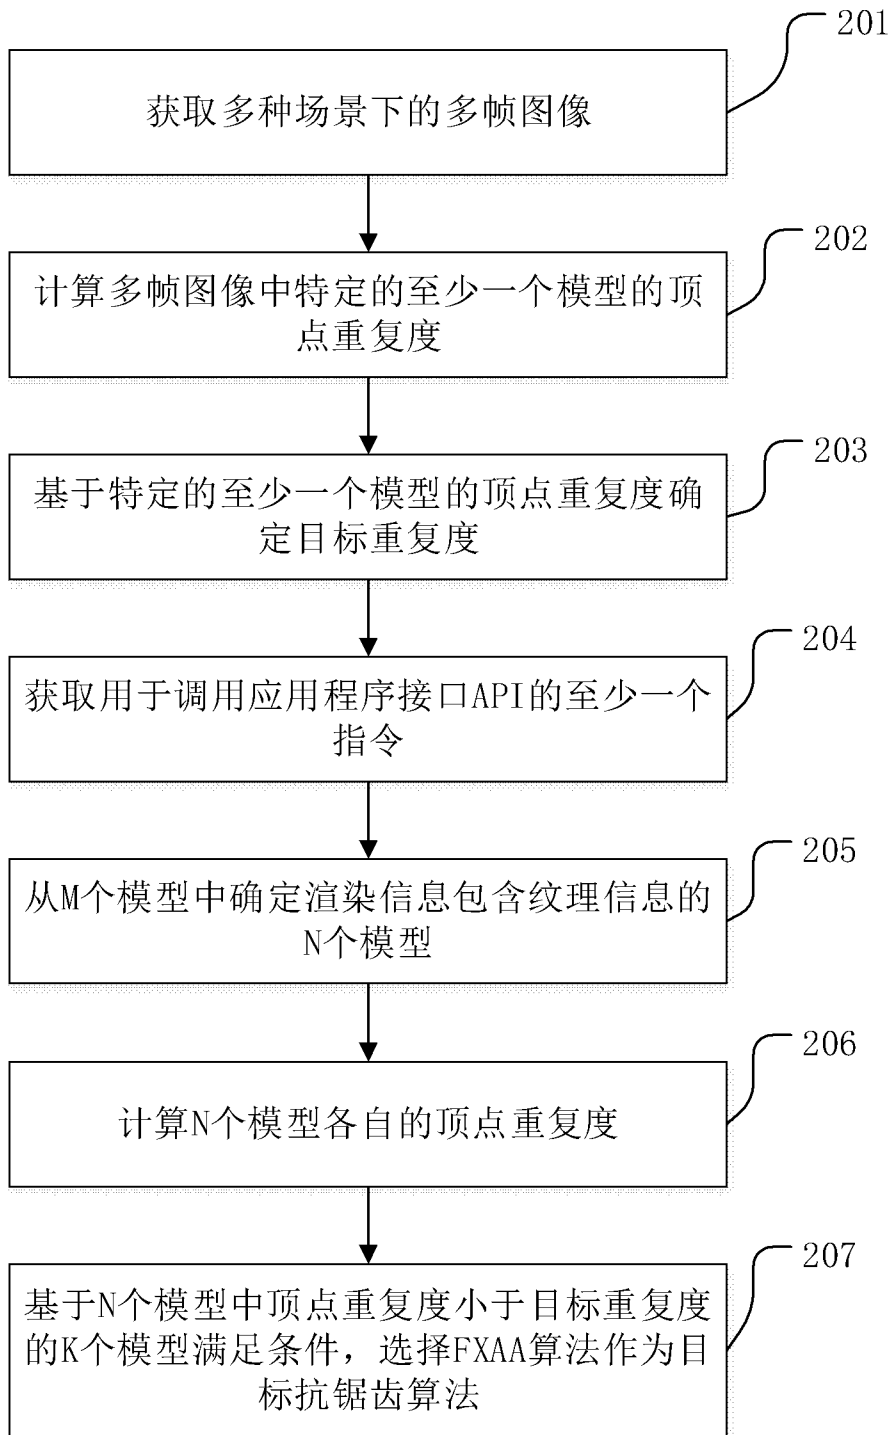 201
获取多种场景下的多帧图像
202
计算多帧图像中特定的至少一个模型的顶
点重复度
203
基于特定的至少一个模型的顶点重复度确
定目标重复度
204
获取用于调用应用程序接口API的至少一个
指令
205
从M个模型中确定渲染信息包含纹理信息的
N个模型
206
计算N个模型各自的顶点重复度
207
基于N个模型中顶点重复度小于目标重复度
的K个模型满足条件，选择FXAA算法作为目
标抗锯齿算法